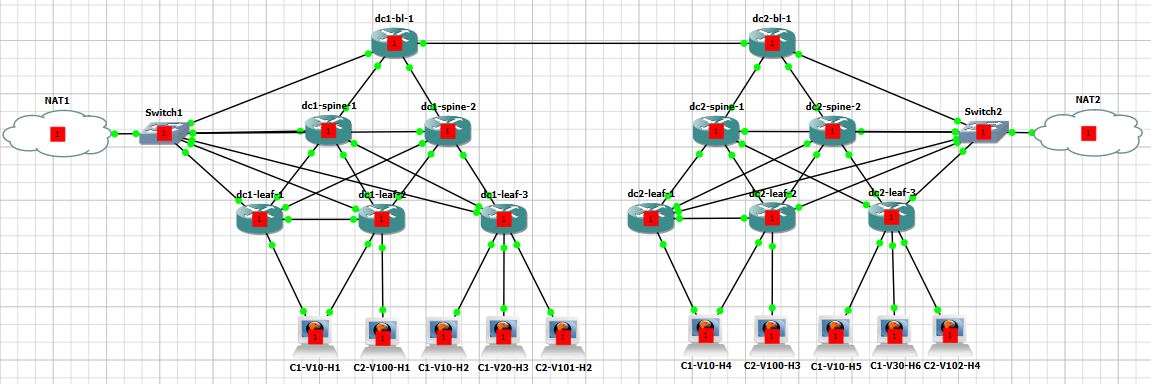 dc1-bl-1
dc2-bl-1
NAT1
Switch1
dc1-spine-1
dc1-spine-2
dc2-spine-1
dc2-spine-2
Switch2
NAT2
dc1-leaf-1
dc1-leaf-2
dc1-leaf-3
dc2-leaf-1
dc2-leaf-2
dc2-leaf-3
C1-V10-H1
C2-V100-H1
C1-V10-H2
C1-V20-H3
C2-V101-H2
C1-V10-H4
C2-V100-H3
C1-V10-H5
C1-V30-H6
C2-V102-H4